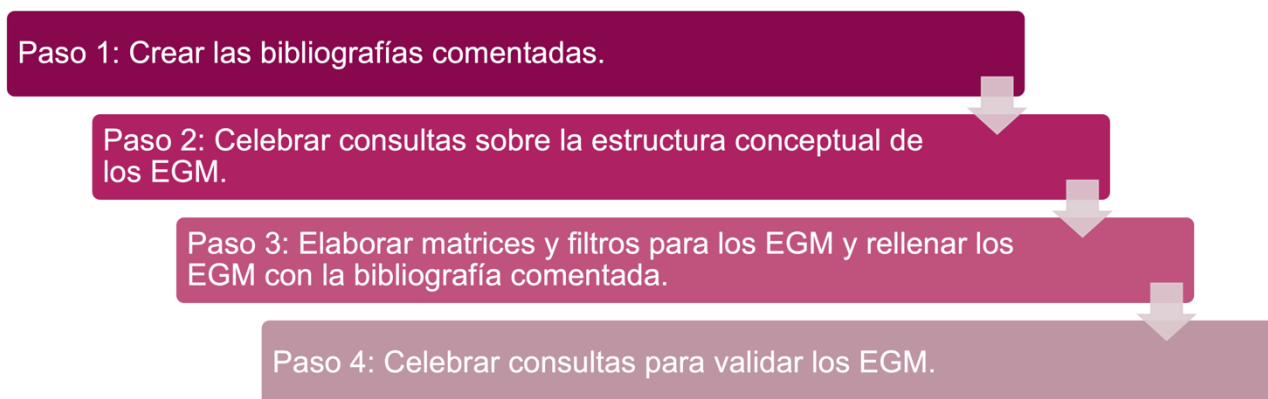 Paso 1: Crear las bibliografías comentadas.
Paso 2: Celebrar consultas sobre la estructura conceptual de
los EGM.
Paso 3: Elaborar matrices y filtros para los EGM y rellenar los
EGM con la bibliografía comentada.
Paso 4: Celebrar consultas para validar los EGM.